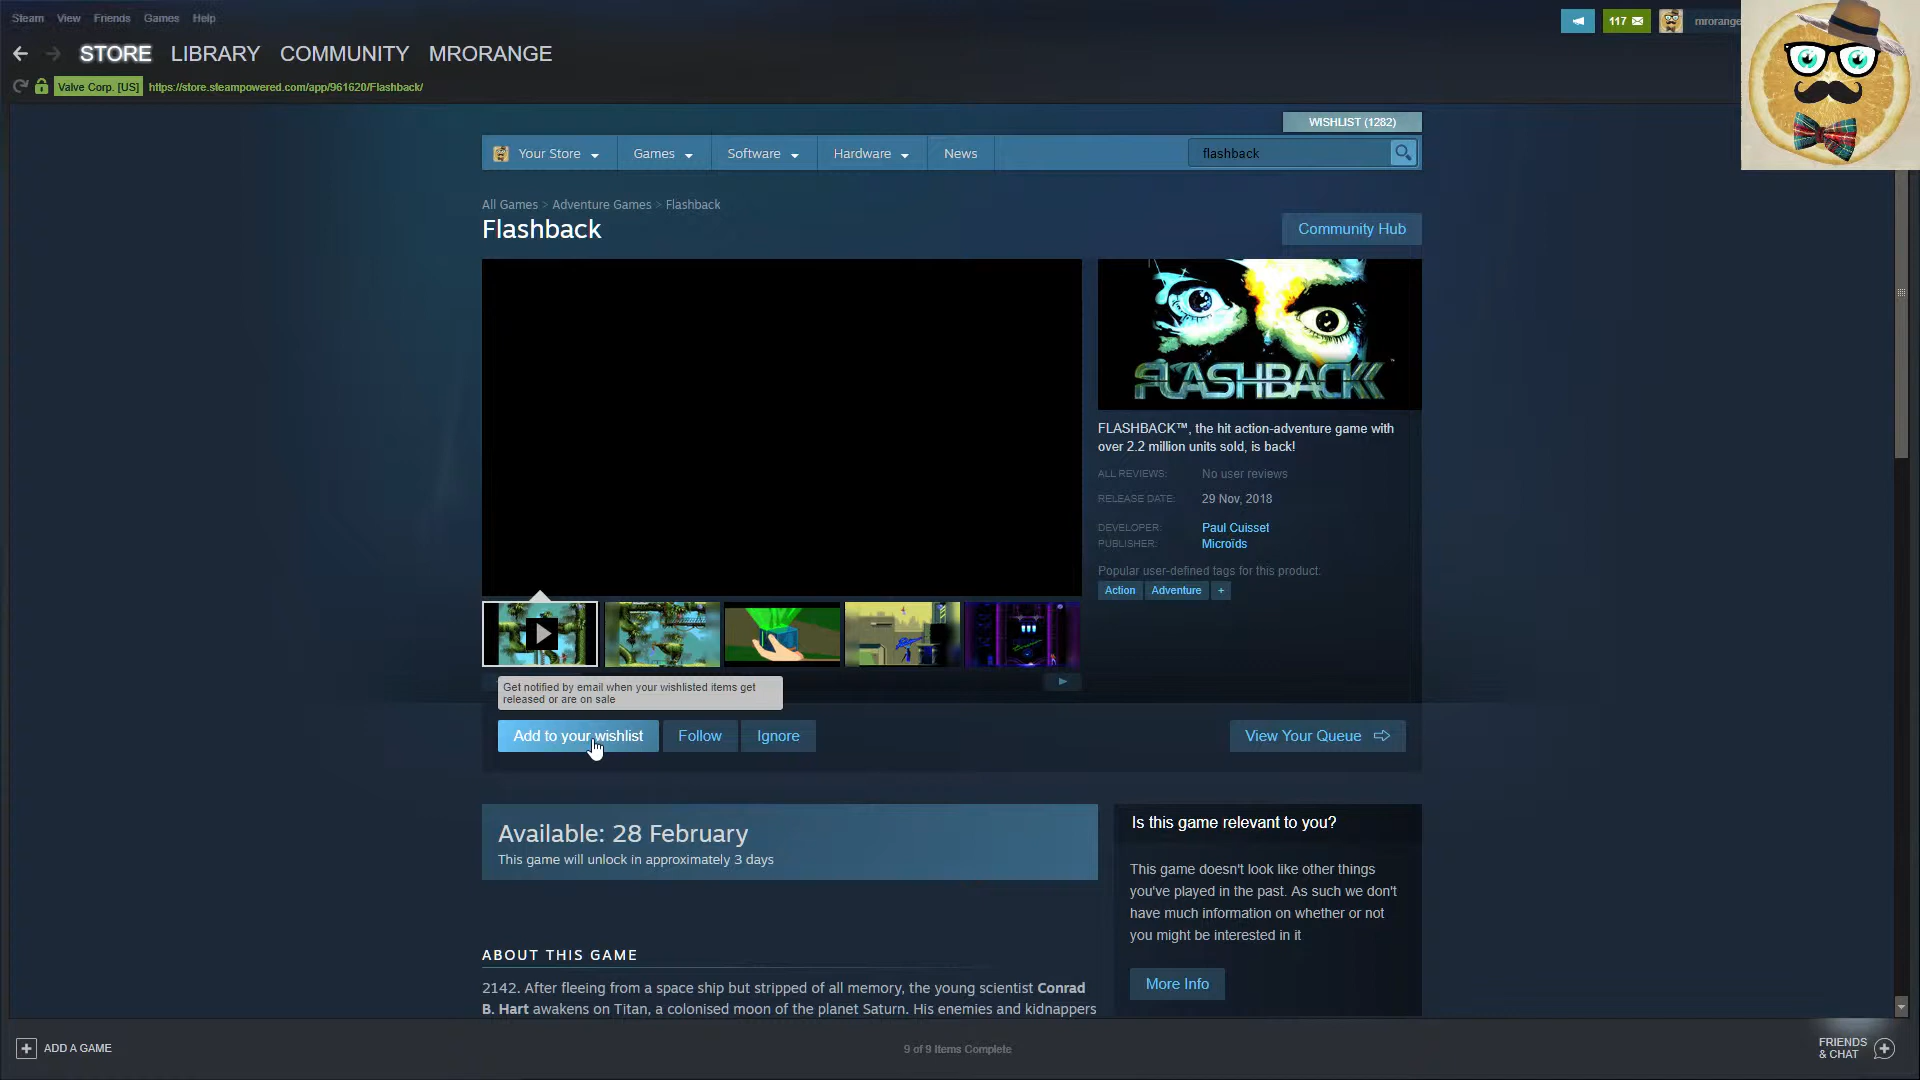 Steam View Friends Games Help
117
mrorange
STORE LIBRARY COMMUNITY MRORANGE
Valve Corp. [US] https://store.steampowered.com/app/961620/Flashback/
WISHLIST (1282)
Your Store Games Software Hardware News
flashback
All Games > Adventure Games > Flashback
Flashback
Community Hub
FLASHBACK
FLASHBACK™, the hit action-adventure game with
over 2.2 million units sold, is back!
ALL REVIEWS: No user reviews
RELEASE DATE: 29 Nov, 2018
DEVELOPER: Paul Cuisset
PUBLISHER: Microïds
Popular user-defined tags for this product:
Action Adventure +
Get notified by email when your wishlisted items get
released or are on sale
Add to your wishlist Follow Ignore
View Your Queue
Available: 28 February
This game will unlock in approximately 3 days
Is this game relevant to you?
This game doesn't look like other things
you've played in the past. As such we don't
have much information on whether or not
you might be interested in it
More Info
ABOUT THIS GAME
2142. After fleeing from a space ship but stripped of all memory, the young scientist Conrad
B. Hart awakens on Titan, a colonised moon of the planet Saturn. His enemies and kidnappers
ADD A GAME
9 of 9 Items Complete
FRIENDS
& CHAT